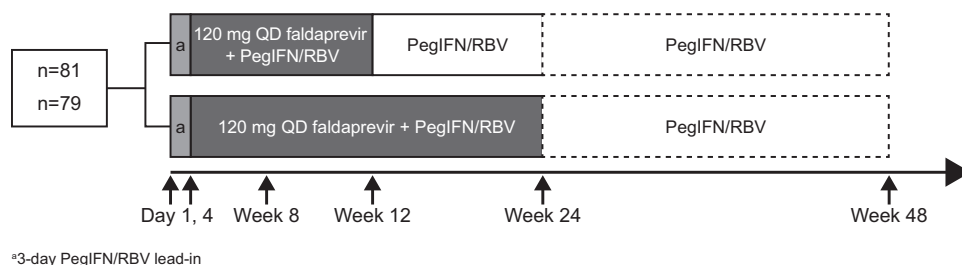 n=81
n=79
a
120 mg QD faldaprevir
+ PegIFN/RBV
PegIFN/RBV
PegIFN/RBV
a
120 mg QD faldaprevir + PegIFN/RBV
PegIFN/RBV
Day 1, 4
Week 8
Week 12
Week 24
Week 48
ᵃ3-day PegIFN/RBV lead-in